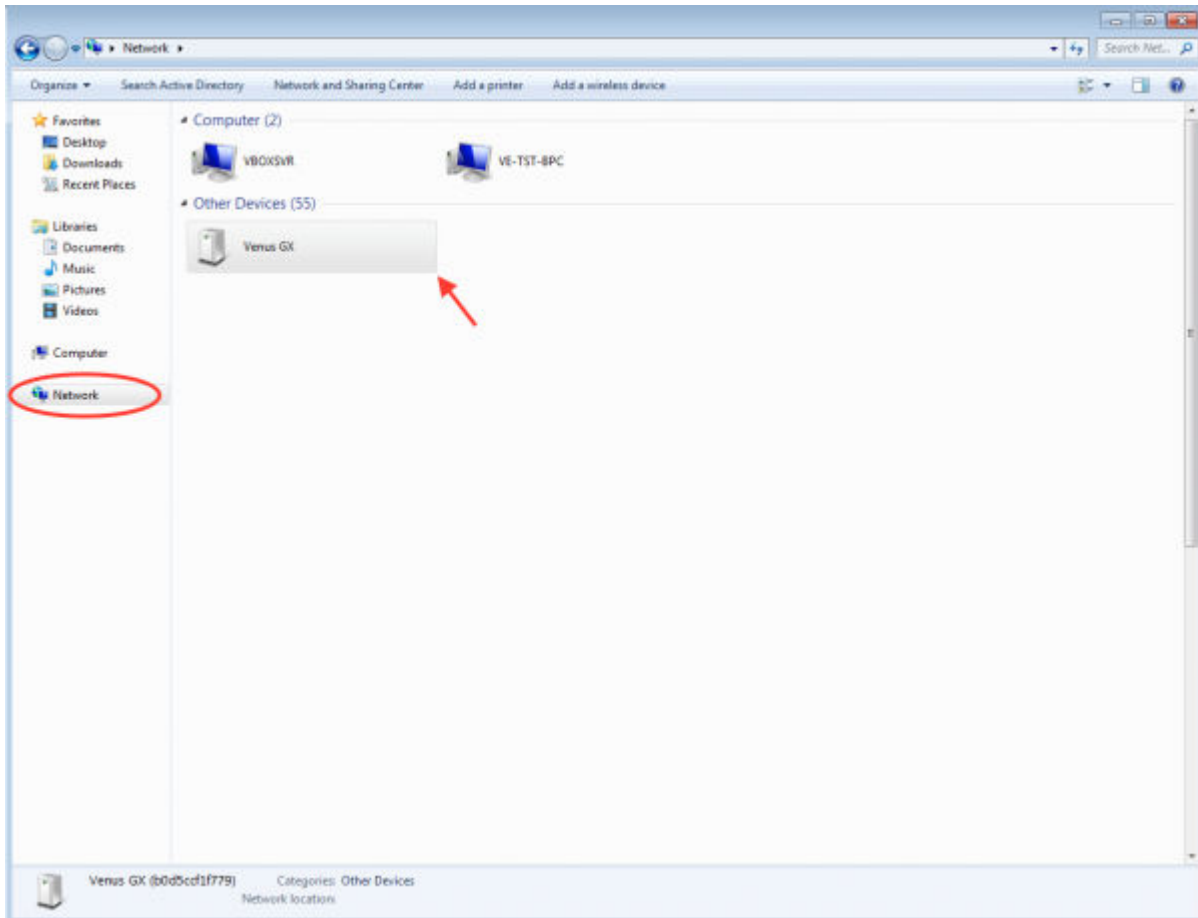 Network
Search Net...
Organize
Search Active Directory
Network and Sharing Center
Add a printer
Add a wireless device
Favorites
Desktop
Downloads
Recent Places
Libraries
Documents
Music
Pictures
Videos
Computer
Network
Computer (2)
VBOXSVR
VE-TST-BPC
Other Devices (55)
Venus GX
Venus GX (b0d5ccf1f779)
Categories: Other Devices
Network location: